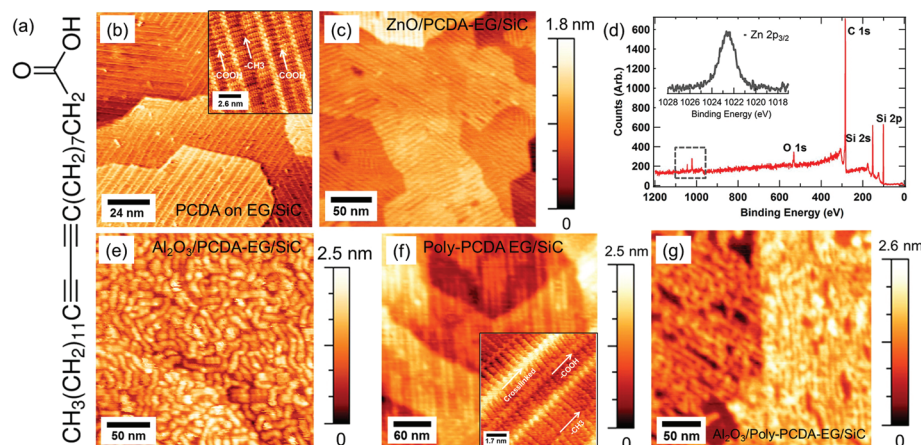 (a)
CH3(CH2)11C≡C—C≡C(CH2)7CH2
O
OH
(b)
-COOH
-CH3
-COOH
2.6 nm
24 nm
PCDA on EG/SiC
(c)
ZnO/PCDA-EG/SiC
50 nm
1.8 nm
0
(d)
Counts (Arb.)
600
500
400
300
200
100
0
1200 1000 800 600 400 200 0
Binding Energy (eV)
C 1s
Si 2p
Si 2s
O 1s
- Zn 2p3/2
1028 1026 1024 1022 1020 1018
Binding Energy (eV)
(e)
Al2O3/PCDA-EG/SiC
50 nm
2.5 nm
0
(f)
Poly-PCDA EG/SiC
60 nm
Crosslinked
-COOH
-CH3
1.7 nm
2.5 nm
0
(g)
50 nm
Al2O3/Poly-PCDA-EG/SiC
2.6 nm
0